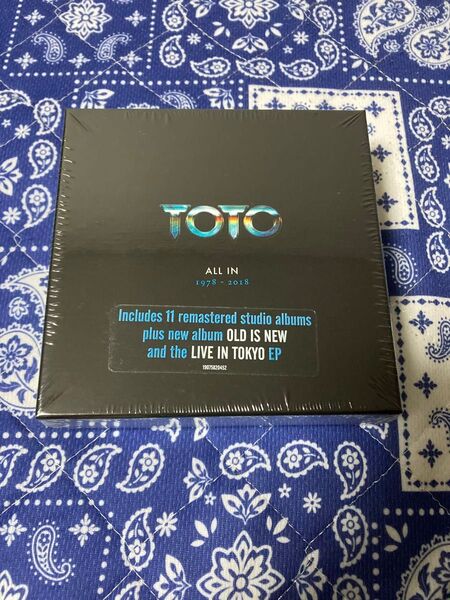 TOTO
ALL IN
1978 - 2018
Includes 11 remastered studio albums
plus new album OLD IS NEW
and the LIVE IN TOKYO EP
19075820452